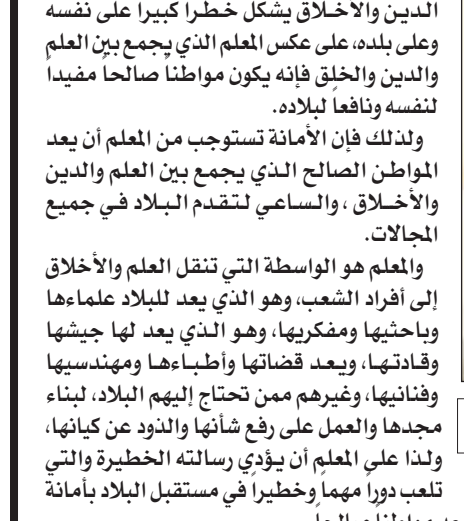 الدين والأخلاق يشكل خطرا كبيرا على نفسه
وعلى بلده، على عكس المعلم الذي يجمع بين العلم
والدين والخلق فإنه يكون مواطناً صالحاً مفيداً
لنفسه ونافعاً لبلاده.
ولذلك فإن الأمانة تستوجب من المعلم أن يعد
المواطن الصالح الذي يجمع بين العلم والدين
والأخلاق ، والساعي لتقدم البلاد في جميع
المجالات.
والمعلم هو الواسطة التي تنقل العلم والأخلاق
إلى أفراد الشعب، وهو الذي يعد للبلاد علماءها
وباحثيها ومفكريها، وهو الذي يعد لها جيشها
وقادتها، ويعد قضاتها وأطباءها ومهندسيها
وفنانيها، وغيرهم ممن تحتاج إليهم البلاد، لبناء
مجدها والعمل على رفع شأنها والذود عن كيانها،
ولذا على المعلم أن يؤدي رسالته الخطيرة والتي
تلعب دوراً مهماً وخطيراً في مستقبل البلاد بأمانة